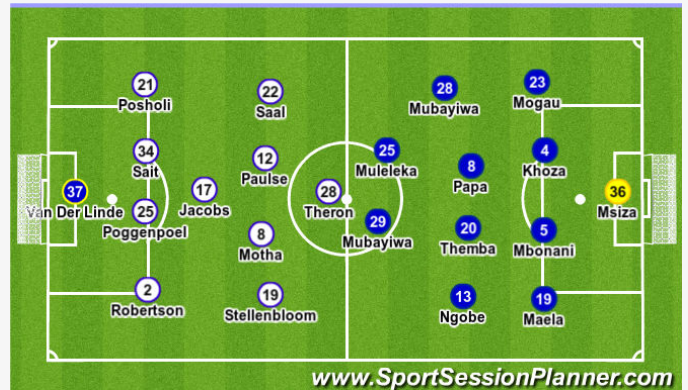 21
Posholi
22
Saal
28
Mubayiwa
23
Mogau
34
Sait
12
Paulse
25
Muleleka
4
Khoza
8
Papa
37
Van Der Linde
17
Jacobs
28
Theron
36
Msiza
25
Poggenpoel
8
Motha
29
Mubayiwa
20
Themba
5
Mbonani
2
Robertson
19
Stellenbloom
13
Ngobe
19
Maela
www.SportSessionPlanner.com